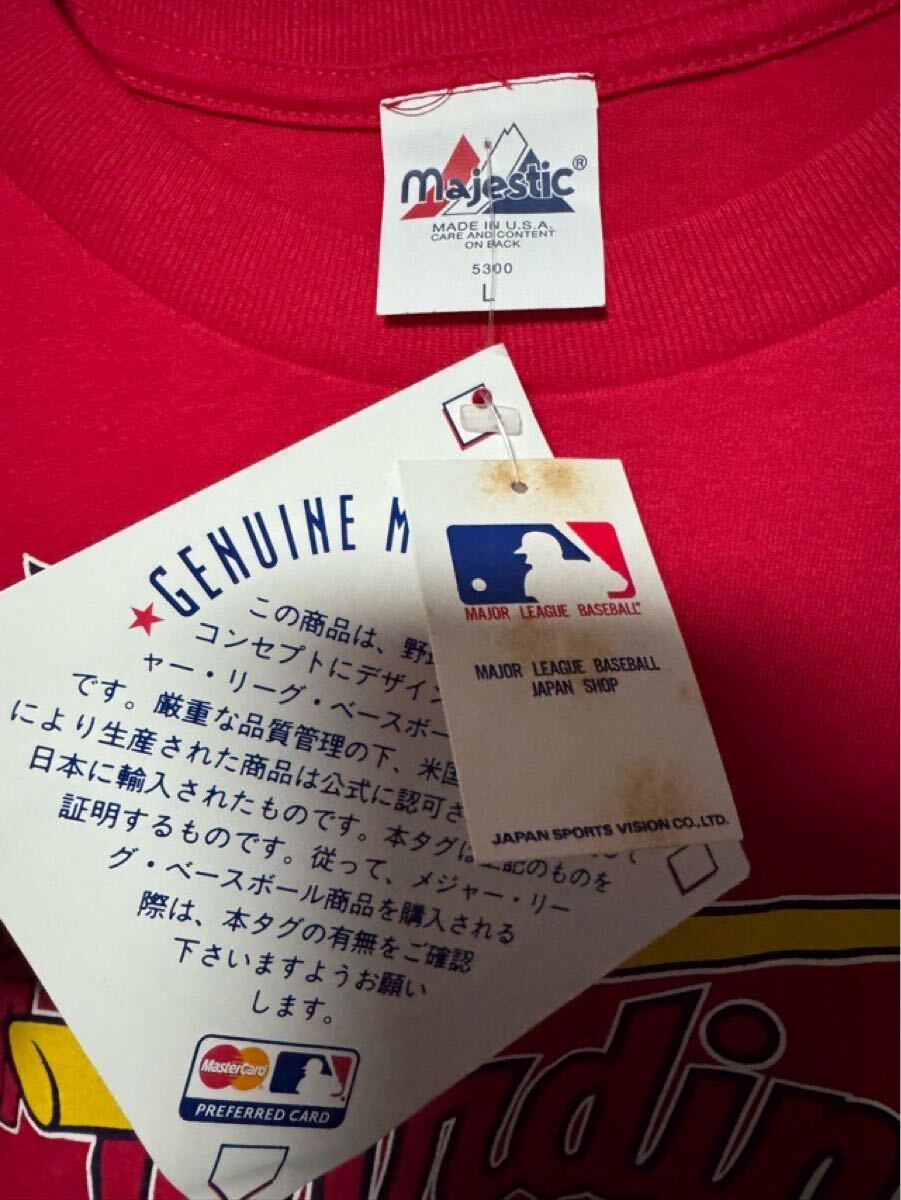 Majestic®
MADE IN U.S.A.
CARE AND CONTENT
ON BACK
5300
L
GENUINE M
この商品は、野
コンセプトにデザイン
ャー・リーグ・ベースボー
です。厳重な品質管理の下、米国
により生産された商品は公式に認可さ
日本に輸入されたものです。本タグは
証明するものです。従って、メジャー・リー
グ・ベースボール商品を購入される
際は、本タグの有無をご確認
下さいますようお願い
します。
MasterCard
PREFERRED CARD
MAJOR LEAGUE BASEBALL™
MAJOR LEAGUE BASEBALL
JAPAN SHOP
JAPAN SPORTS VISION CO., LTD.
記のものを
rdin